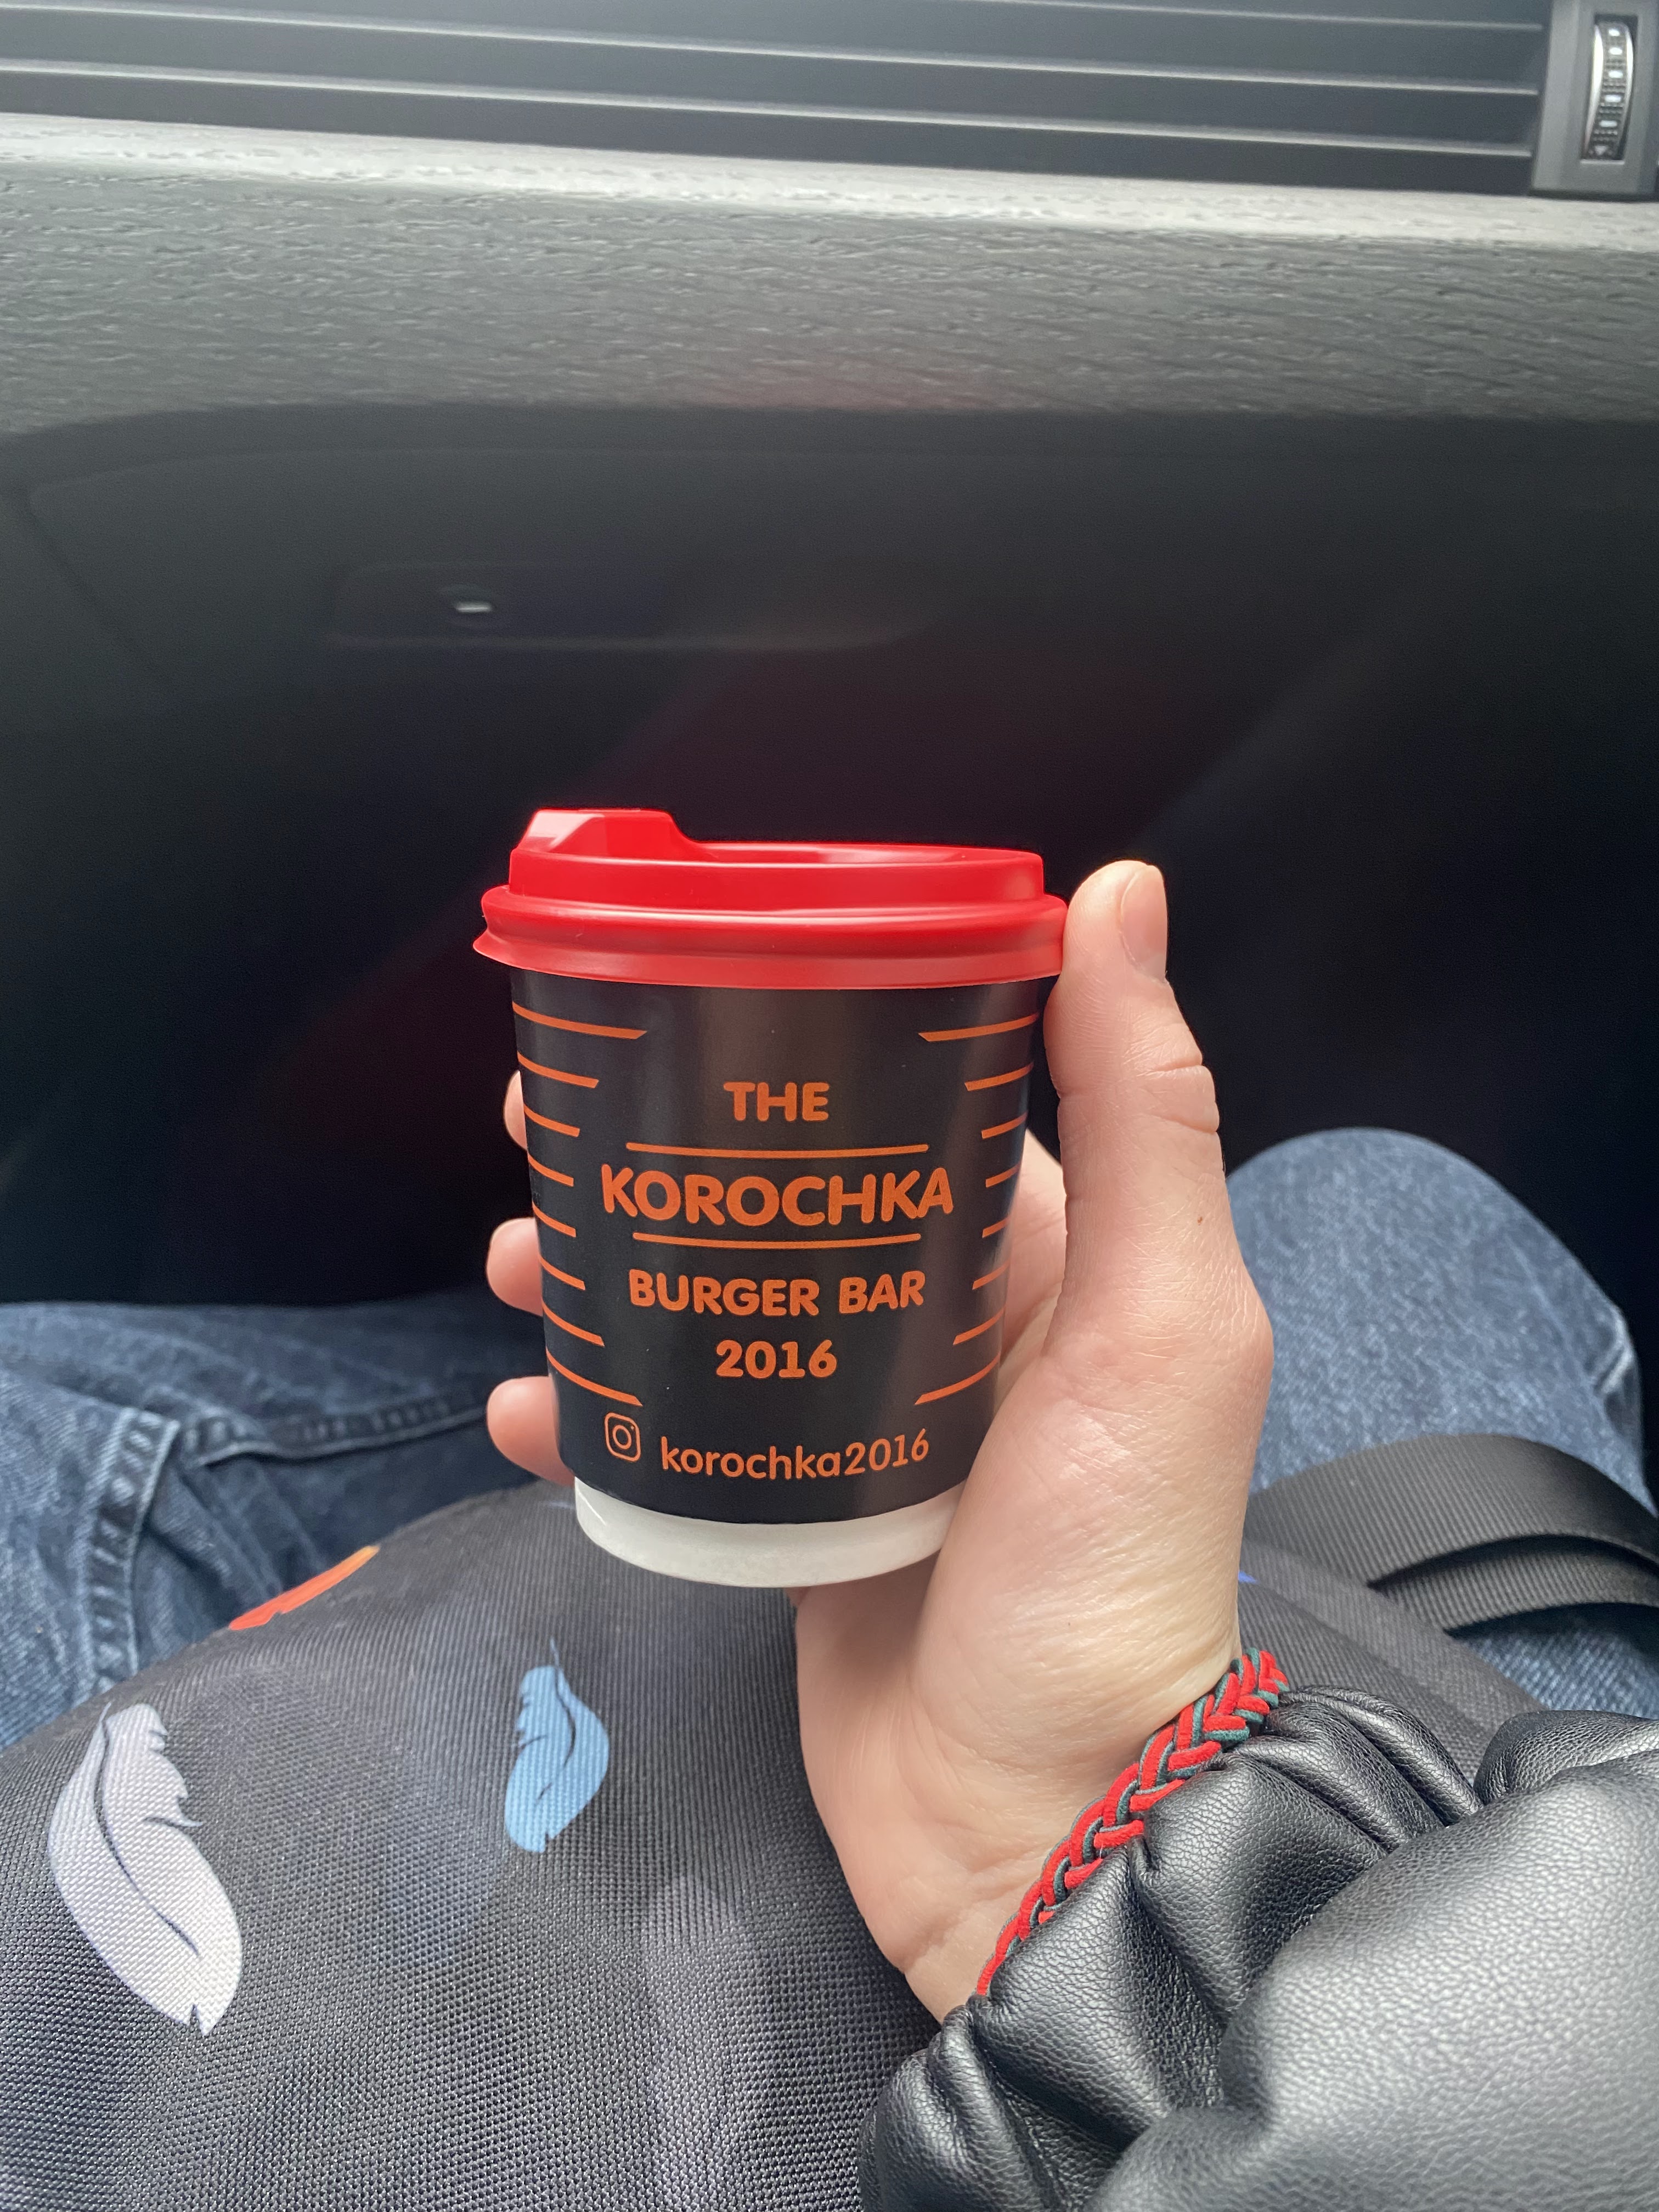 THE
KOROCHKA
BURGER BAR
2016
korochka2016